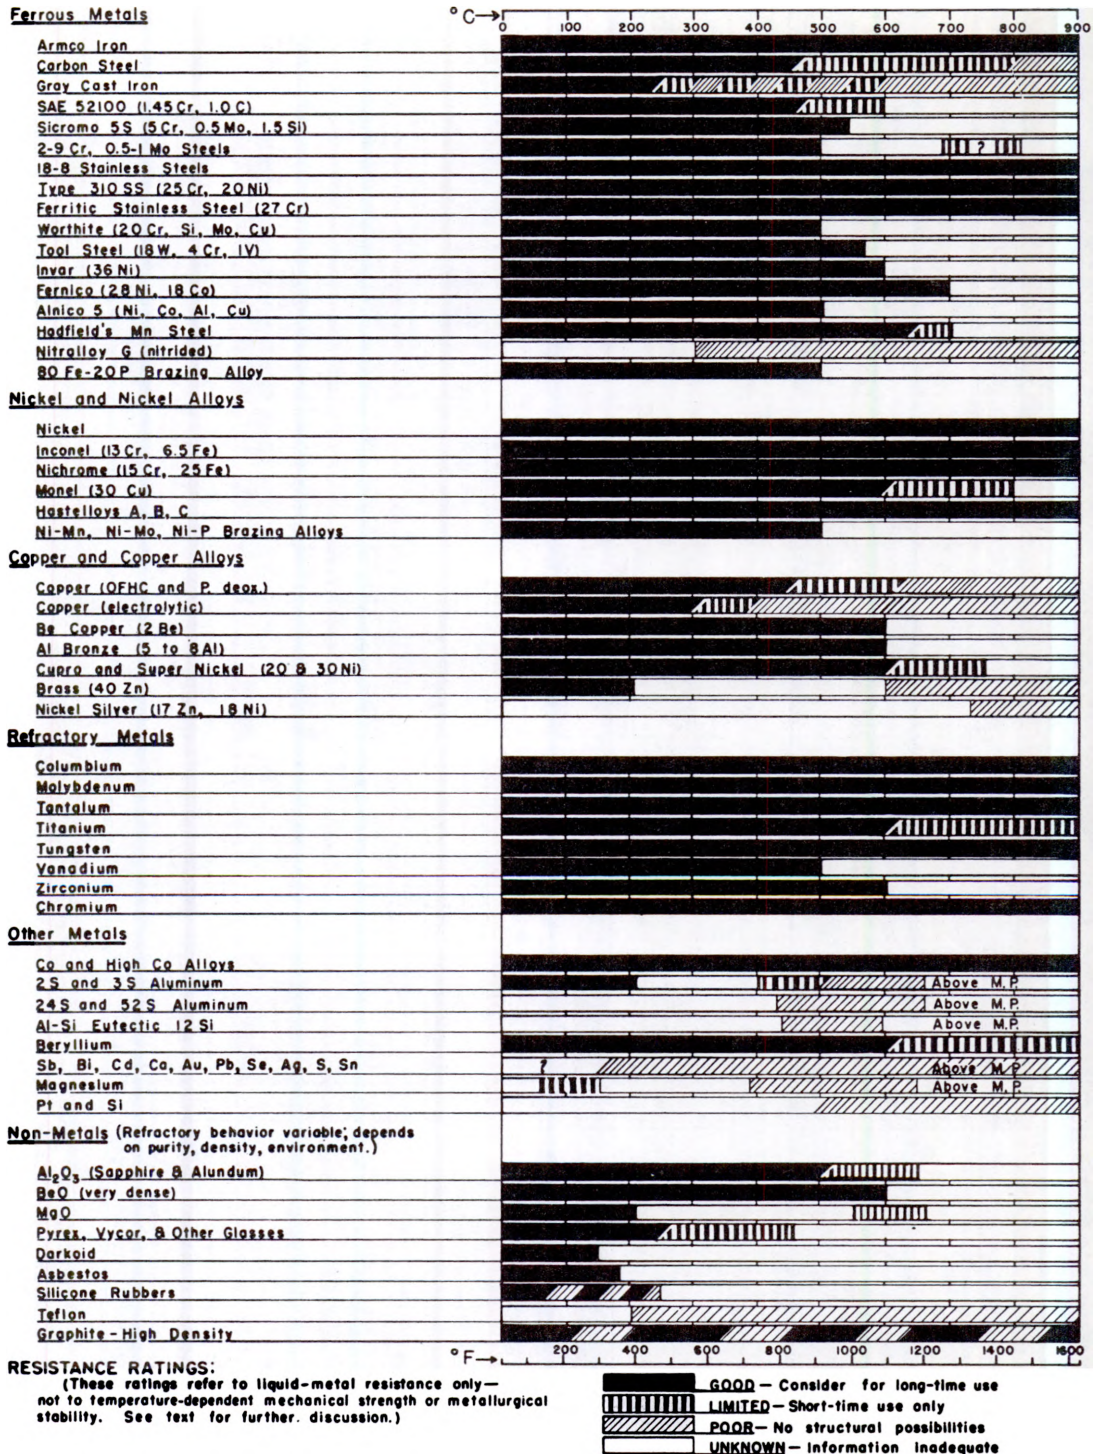 Ferrous Metals
°C→
100 200 300 400 500 600 700 800 900
Armco Iron
Carbon Steel
Gray Cast Iron
SAE 52100 (1.45 Cr, 1.0 C)
Sicromo 5S (5 Cr, 0.5 Mo, 1.5 Si)
2-9 Cr, 0.5-1 Mo Steels
?
18-8 Stainless Steels
Type 310 SS (25 Cr, 20 Ni)
Ferritic Stainless Steel (27 Cr)
Worthite (20 Cr, Si, Mo, Cu)
Tool Steel (18 W, 4 Cr, 1V)
Invar (36 Ni)
Fernico (28 Ni, 18 Co)
Alnico 5 (Ni, Co, Al, Cu)
Hadfield's Mn Steel
Nitralloy G (nitrided)
80 Fe-20 P Brazing Alloy
Nickel and Nickel Alloys
Nickel
Inconel (13 Cr, 6.5 Fe)
Nichrome (15 Cr, 25 Fe)
Monel (30 Cu)
Hastelloys A, B, C
Ni-Mn, Ni-Mo, Ni-P Brazing Alloys
Copper and Copper Alloys
Copper (OFHC and P. deox.)
Copper (electrolytic)
Be Copper (2 Be)
Al Bronze (5 to 8 Al)
Cupro and Super Nickel (20 & 30 Ni)
Brass (40 Zn)
Nickel Silver (17 Zn, 18 Ni)
Refractory Metals
Columbium
Molybdenum
Tantalum
Titanium
Tungsten
Vanadium
Zirconium
Chromium
Other Metals
Co and High Co Alloys
2S and 3S Aluminum
Above M.P.
24S and 52S Aluminum
Above M.P.
Al-Si Eutectic 12 Si
Above M.P.
Beryllium
Sb, Bi, Cd, Ca, Au, Pb, Se, Ag, S, Sn
?
Above M.P.
Magnesium
Above M.P.
Pt and Si
Non-Metals (Refractory behavior variable; depends
on purity, density, environment.)
Al₂O₃ (Sapphire & Alundum)
BeO (very dense)
MgO
Pyrex, Vycor, & Other Glasses
Darkoid
Asbestos
Silicone Rubbers
Teflon
Graphite - High Density
°F→
200 400 600 800 1000 1200 1400 1600
RESISTANCE RATINGS:
(These ratings refer to liquid-metal resistance only—
not to temperature-dependent mechanical strength or metallurgical
stability. See text for further. discussion.)
GOOD — Consider for long-time use
LIMITED — Short-time use only
POOR — No structural possibilities
UNKNOWN — Information Inadequate